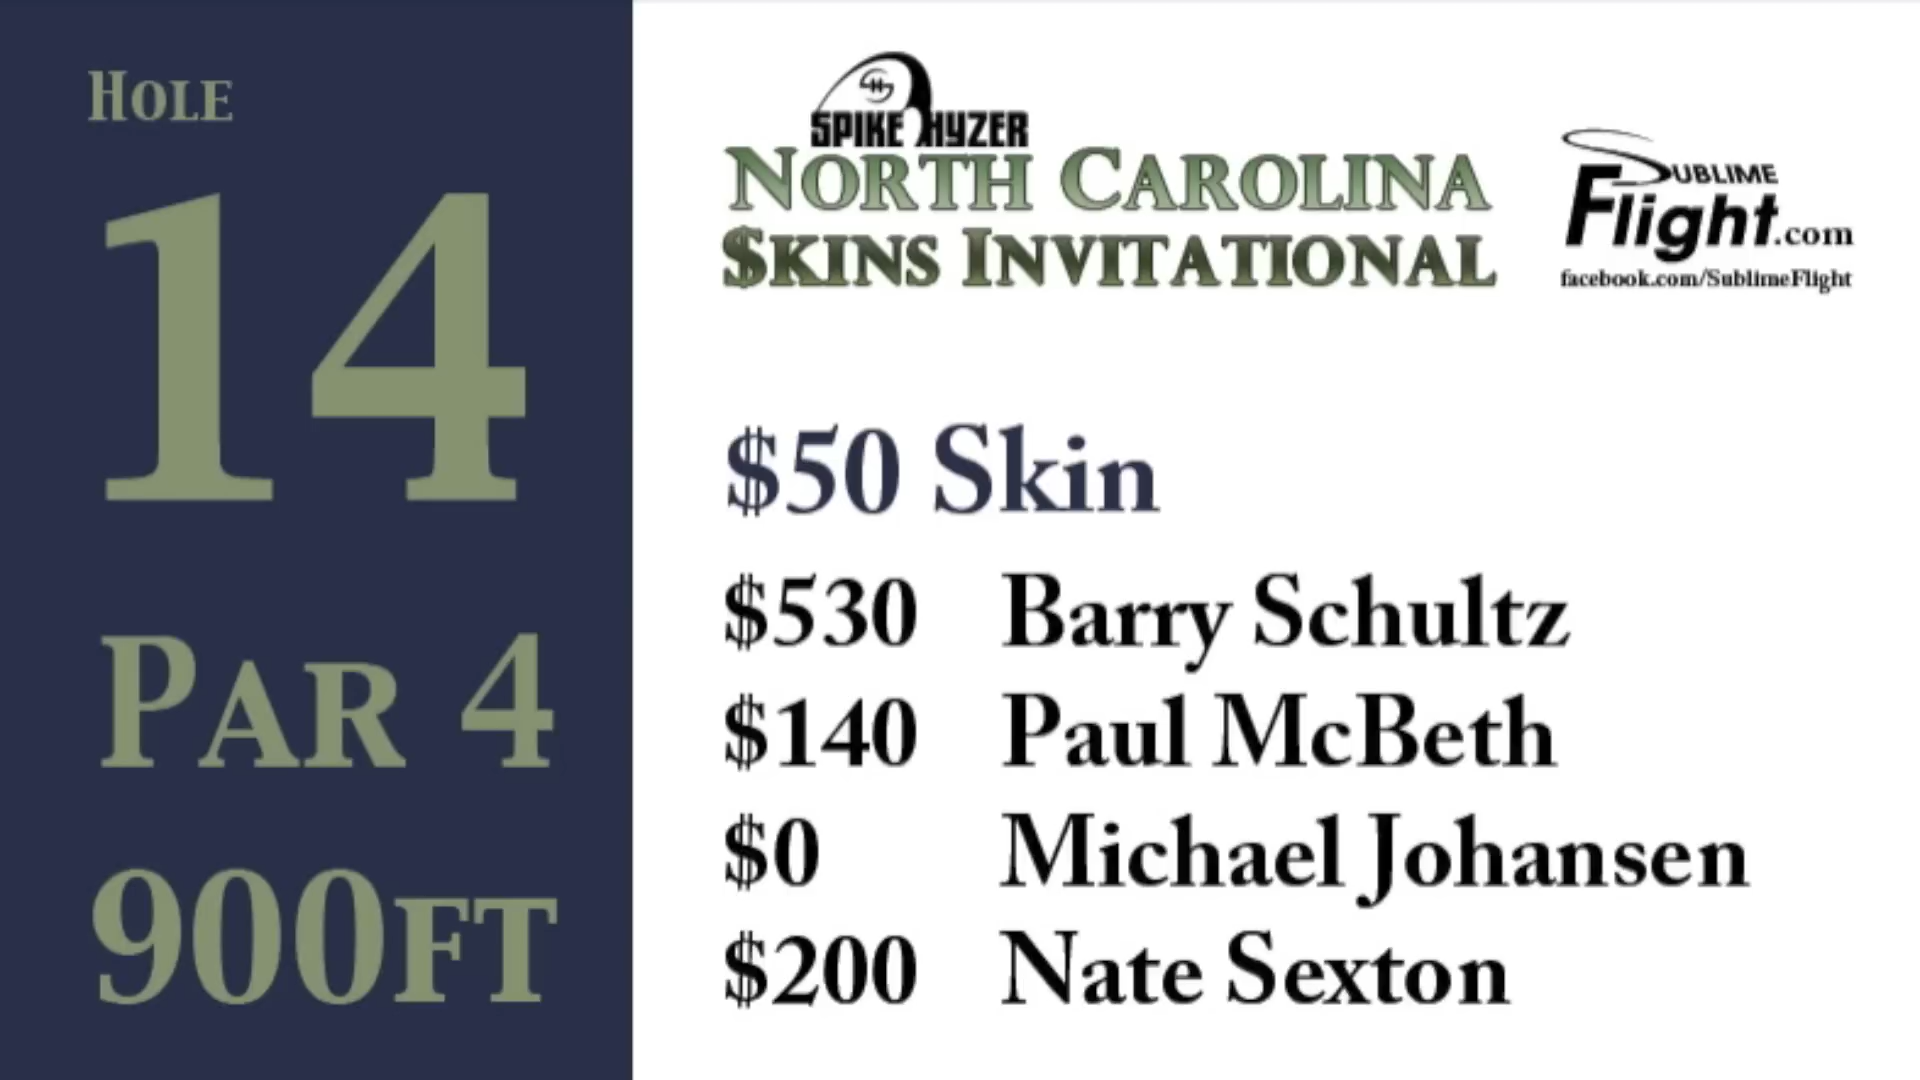 Hole
14
Par 4
900ft
SPIKE HYZER
North Carolina
$kins Invitational
Sublime
Flight.com
facebook.com/SublimeFlight
$50 Skin
$530 Barry Schultz
$140 Paul McBeth
$0 Michael Johansen
$200 Nate Sexton